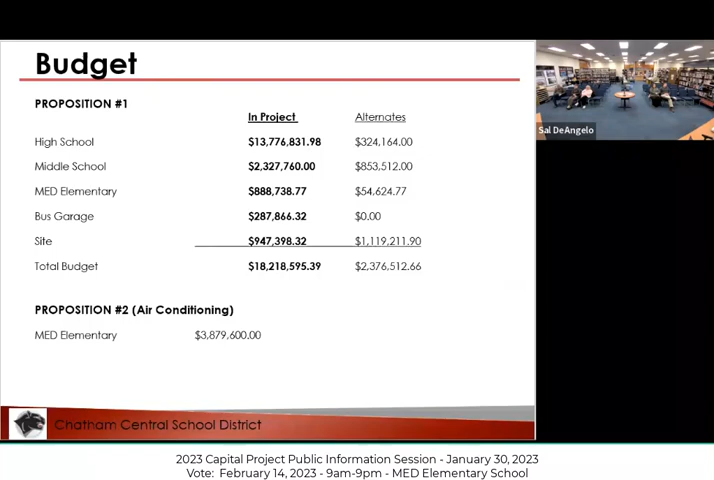 Budget
PROPOSITION #1
In Project Alternates
High School $13,776,831.98 $324,164.00
Middle School $2,327,760.00 $853,512.00
MED Elementary $888,738.77 $54,624.77
Bus Garage $287,866.32 $0.00
Site $947,398.32 $1,119,211.90
Total Budget $18,218,595.39 $2,376,512.66
PROPOSITION #2 (Air Conditioning)
MED Elementary $3,879,600.00
Chatham Central School District
Sal DeAngelo
2023 Capital Project Public Information Session - January 30, 2023
Vote: February 14, 2023 - 9am-9pm - MED Elementary School